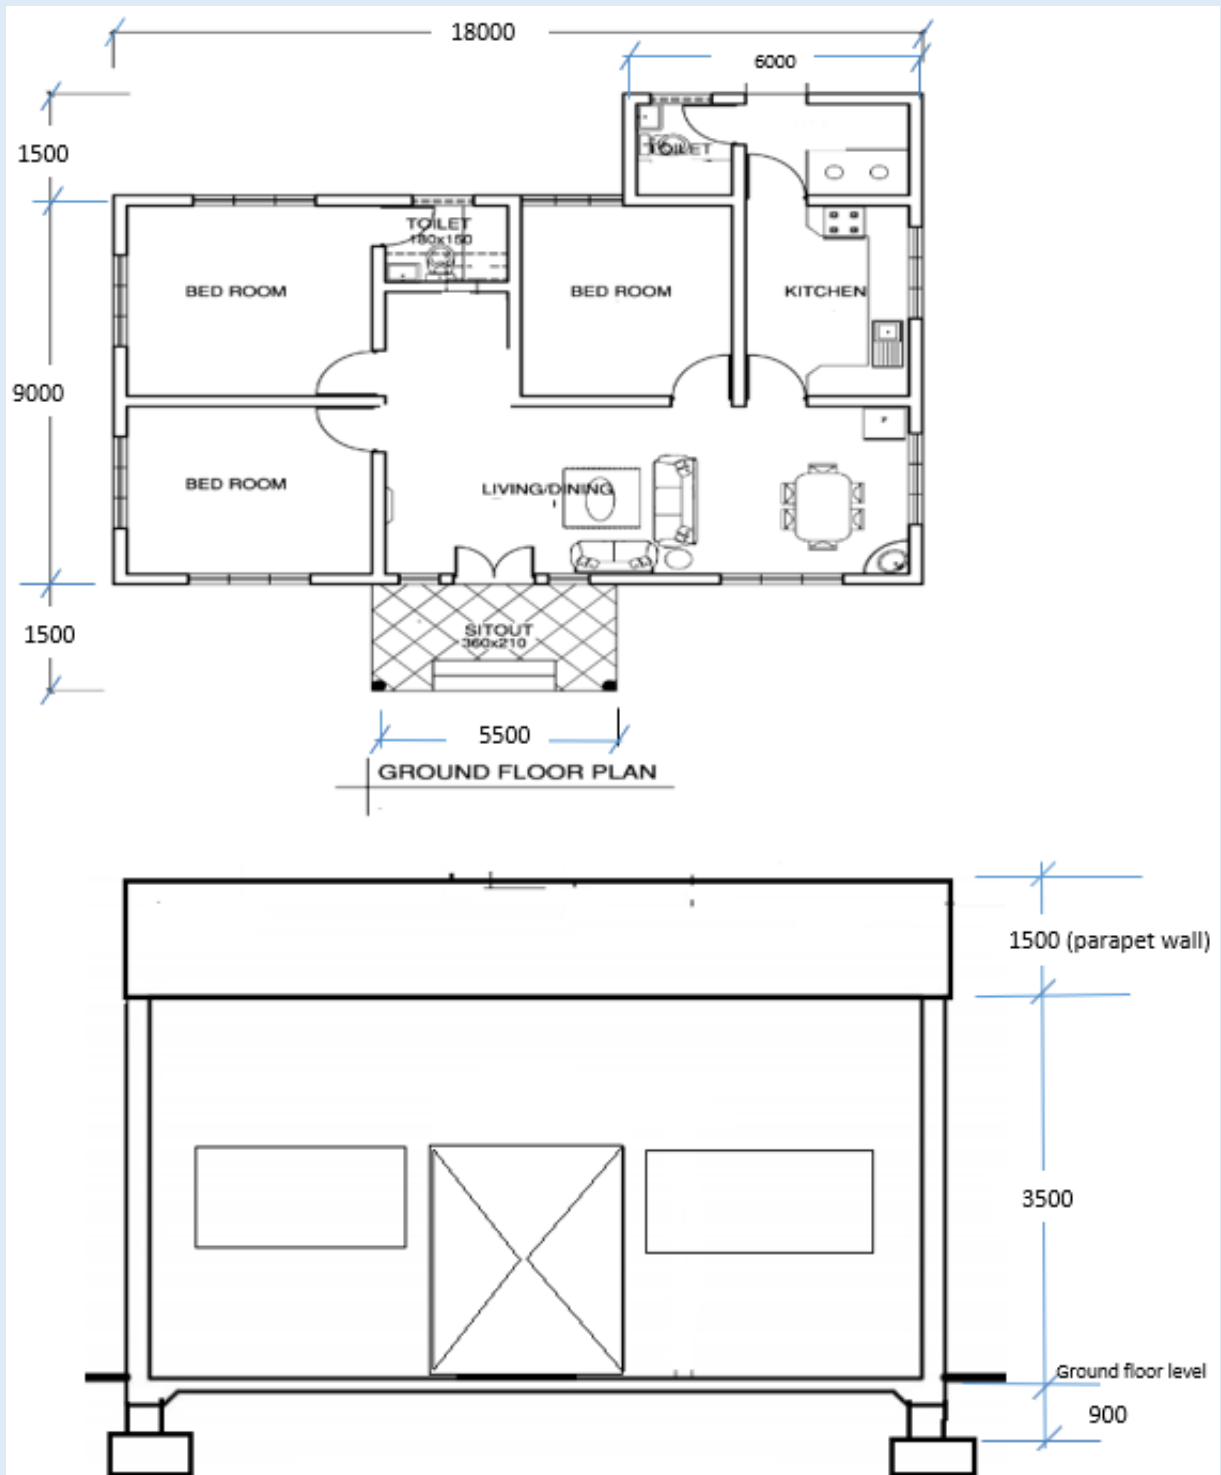 18000
6000
1500
TOILET
TOILET
180x150
BED ROOM
BED ROOM
KITCHEN
9000
F
BED ROOM
LIVING/DINING
1500
SITOUT
360x210
5500
GROUND FLOOR PLAN
1500 (parapet wall)
3500
Ground floor level
900